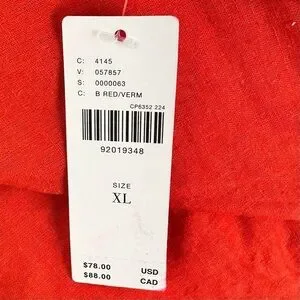 C: 4145
V: 057857
S: 0000063
C: B RED/VERM
CP6352 224
92019348
SIZE
XL
$78.00 USD
$88.00 CAD